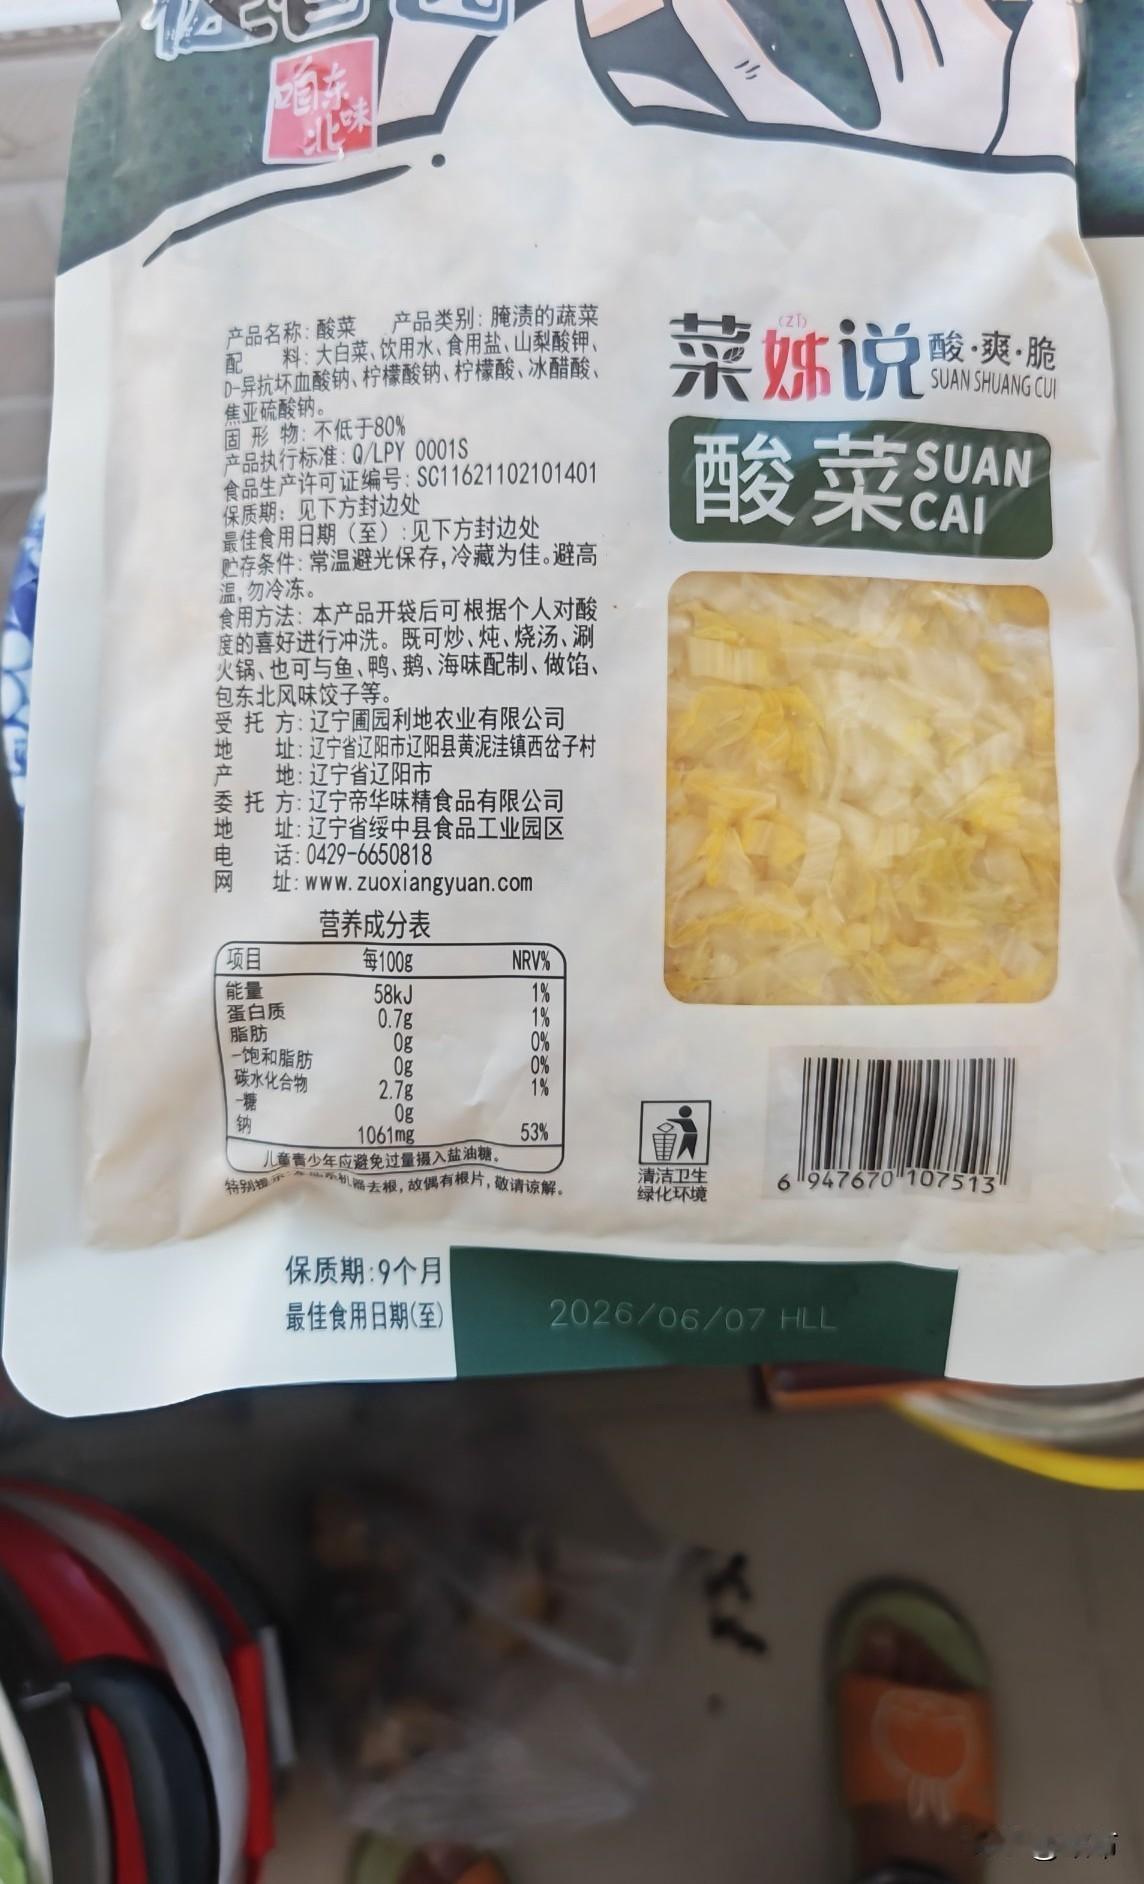 咱东
北味
产品名称: 酸菜 产品类别: 腌渍的蔬菜
配 料: 大白菜、饮用水、食用盐、山梨酸钾、
D-异抗坏血酸钠、柠檬酸钠、柠檬酸、冰醋酸、
焦亚硫酸钠。
固 形 物: 不低于80%
产品执行标准: Q/LPY 0001S
食品生产许可证编号: SC11621102101401
保质期: 见下方封边处
最佳食用日期（至）:见下方封边处
贮存条件: 常温避光保存,冷藏为佳。避高
温,勿冷冻。
食用方法: 本产品开袋后可根据个人对酸
度的喜好进行冲洗。既可炒、炖、烧汤、涮
火锅、也可与鱼、鸭、鹅、海味配制、做馅、
包东北风味饺子等。
受 托 方: 辽宁圃园利地农业有限公司
地 址: 辽宁省辽阳市辽阳县黄泥洼镇西岔子村
产 地: 辽宁省辽阳市
委 托 方: 辽宁帝华味精食品有限公司
地 址: 辽宁省绥中县食品工业园区
电 话: 0429-6650818
网 址: www.zuoxiangyuan.com
营养成分表
项目 每100g NRV%
能量 58kJ 1%
蛋白质 0.7g 1%
脂肪 0g 0%
-饱和脂肪 0g 0%
碳水化合物 2.7g 1%
-糖 0g
钠 1061mg 53%
儿童青少年应避免过量摄入盐油糖。
特别提示: 机器去根,故偶有根片,敬请谅解。
(ZǏ)
菜姊说 酸·爽·脆
SUAN SHUANG CUI
酸菜 SUAN
CAI
清洁卫生
绿化环境
6 947670 107513
保质期:9个月
最佳食用日期(至) 2026/06/07 HLL